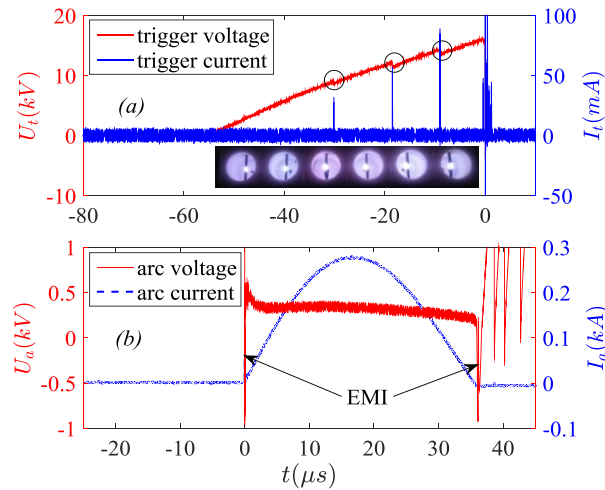 20
100
trigger voltage
trigger current
10
50
(a)
U_t(kV)
I_t(mA)
0
0
-10
-50
-80
-60
-40
-20
0
1
0.3
arc voltage
arc current
0.5
0.2
U_a(kV)
I_a(kA)
0
(b)
0.1
-0.5
EMI
0
-1
-0.1
-20
-10
0
10
20
30
40
t(μs)